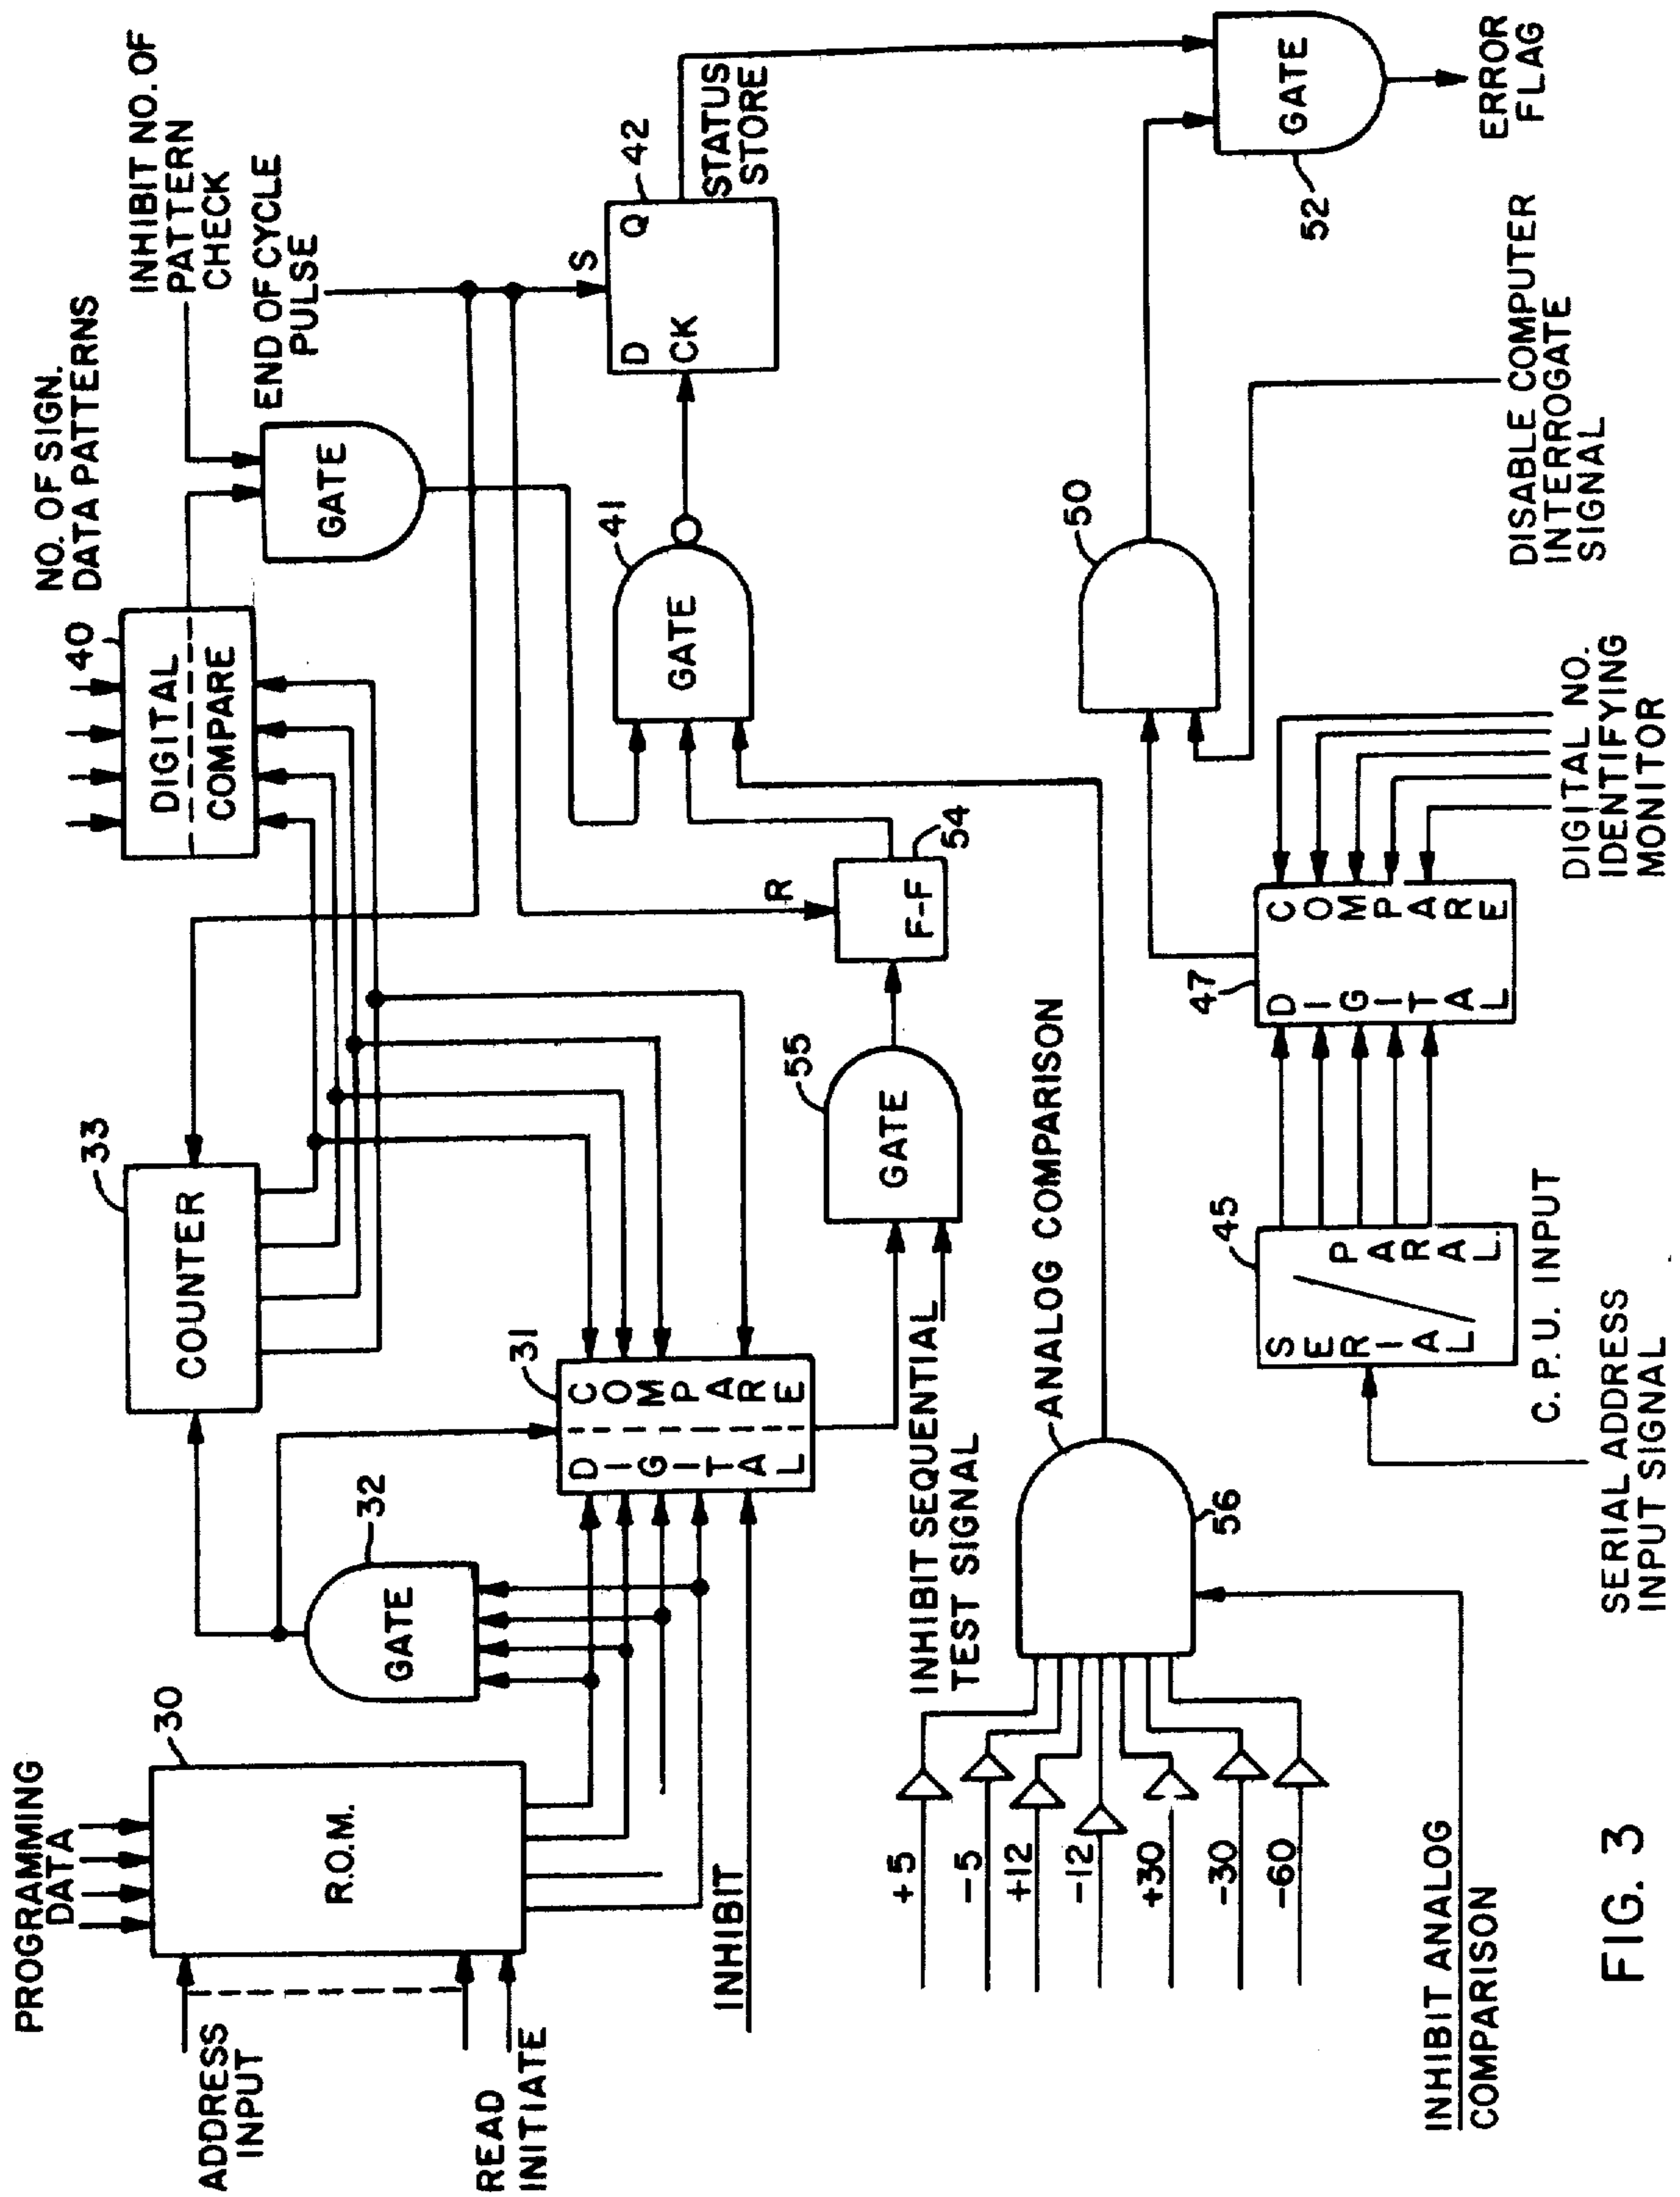 PROGRAMMING
DATA
ADDRESS
INPUT
READ
INITIATE
30
R.O.M.
32
GATE
33
COUNTER
NO. OF SIGN.
DATA PATTERNS
40
DIGITAL
COMPARE
INHIBIT NO. OF
PATTERN
CHECK
END OF CYCLE
PULSE
GATE
INHIBIT
31
DIGITAL
COMPARE
41
GATE
42
D
Q
CK
S
STATUS
STORE
INHIBIT SEQUENTIAL
TEST SIGNAL
55
GATE
R
F-F
54
+5
-5
+12
-12
+30
-30
-60
INHIBIT ANALOG
COMPARISON
56
ANALOG COMPARISON
50
52
GATE
ERROR
FLAG
45
SERIAL
PARAL.
C.P.U. INPUT
SERIAL ADDRESS
INPUT SIGNAL
47
DIGITAL
COMPARE
DIGITAL NO.
IDENTIFYING
MONITOR
DISABLE COMPUTER
INTERROGATE
SIGNAL
FIG. 3